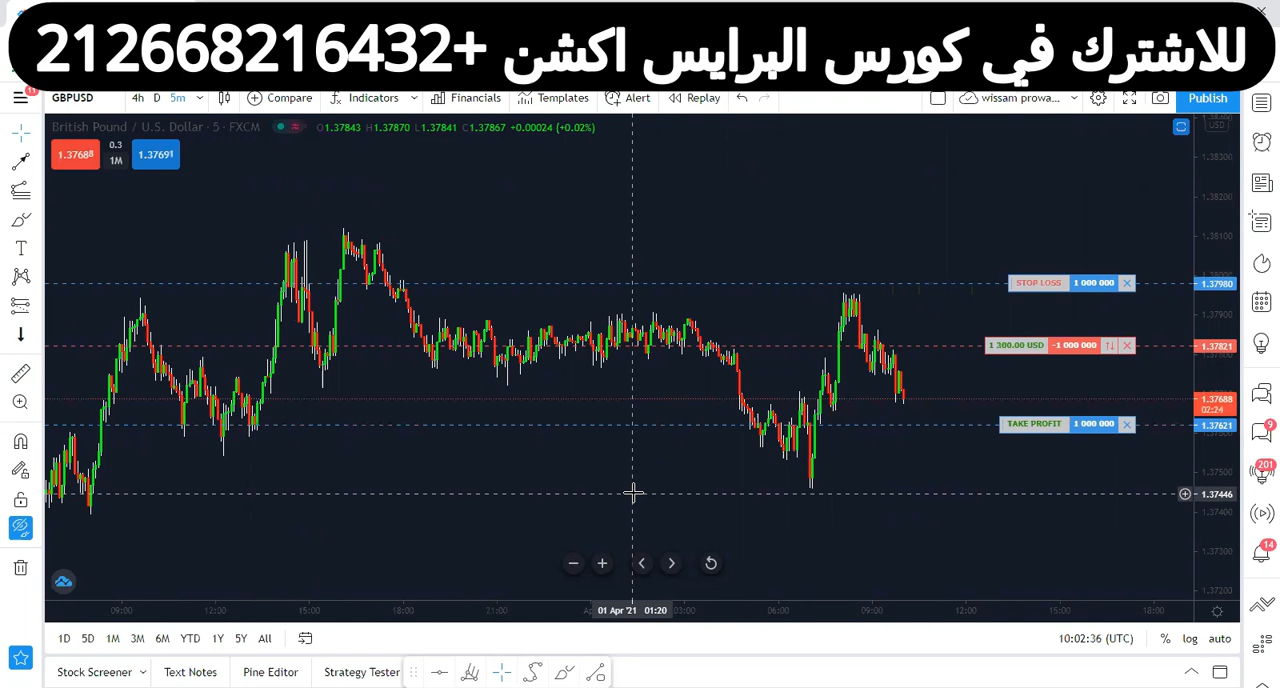 للاشترك في كورس البرايس اكشن +212668216432
11
GBPUSD
4h D 5m
Compare
Indicators
Financials
Templates
Alert
Replay
wissam prowa...
Publish
British Pound / U.S. Dollar · 5 · FXCM
O1.37843 H1.37870 L1.37841 C1.37867 +0.00024 (+0.02%)
USD
1.37688
0.3
1M
1.37691
1.38300
1.38200
1.38100
STOP LOSS 1 000 000
1.37980
1.37900
1 300.00 USD -1 000 000
1.37821
1.37688
02:24
TAKE PROFIT 1 000 000
1.37621
9
201
1.37500
1.37446
1.37400
1.37300
1.37200
14
09:00 12:00 15:00 18:00 21:00 01 Apr '21 01:20 03:00 06:00 09:00 12:00 15:00 18:00
1D 5D 1M 3M 6M YTD 1Y 5Y All
10:02:36 (UTC) % log auto
Stock Screener Text Notes Pine Editor Strategy Tester